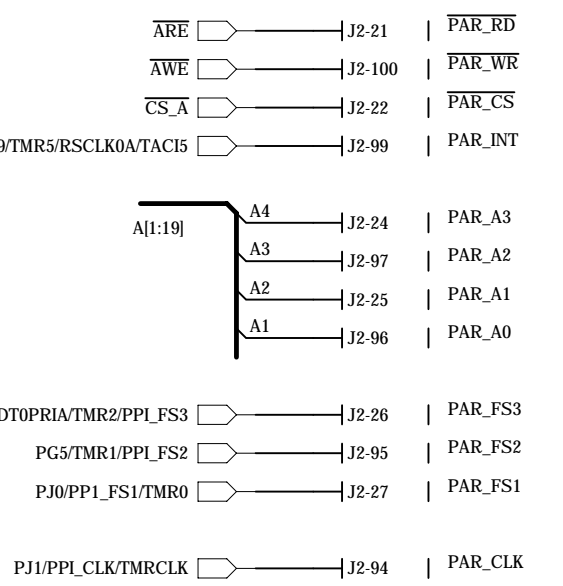 ARE J2-21 | PAR_RD
AWE J2-100 | PAR_WR
CS_A J2-22 | PAR_CS
9/TMR5/RSCLK0A/TACI5 J2-99 | PAR_INT
A[1:19] A4 J2-24 | PAR_A3
A3 J2-97 | PAR_A2
A2 J2-25 | PAR_A1
A1 J2-96 | PAR_A0
DT0PRIA/TMR2/PPI_FS3 J2-26 | PAR_FS3
PG5/TMR1/PPI_FS2 J2-95 | PAR_FS2
PJ0/PP1_FS1/TMR0 J2-27 | PAR_FS1
PJ1/PPI_CLK/TMRCLK J2-94 | PAR_CLK